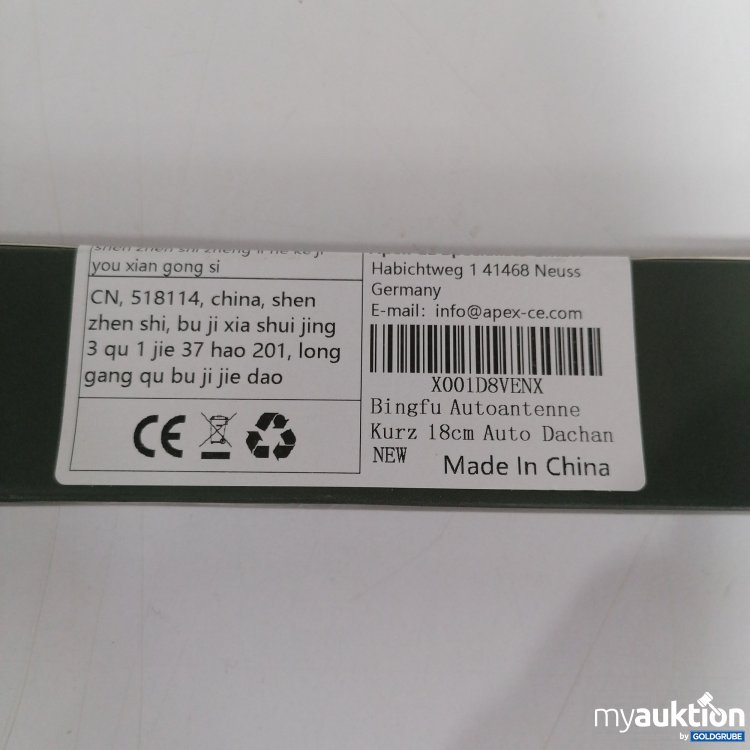 you xian gong si
CN, 518114, china, shen
zhen shi, bu ji xia shui jing
3 qu 1 jie 37 hao 201, long
gang qu bu ji jie dao
CE
Habichtweg 1 41468 Neuss
Germany
E-mail: info@apex-ce.com
X001D8VENX
Bingfu Autoantenne
Kurz 18cm Auto Dachan
NEW
Made In China
myauktion
by GOLDGRUBE